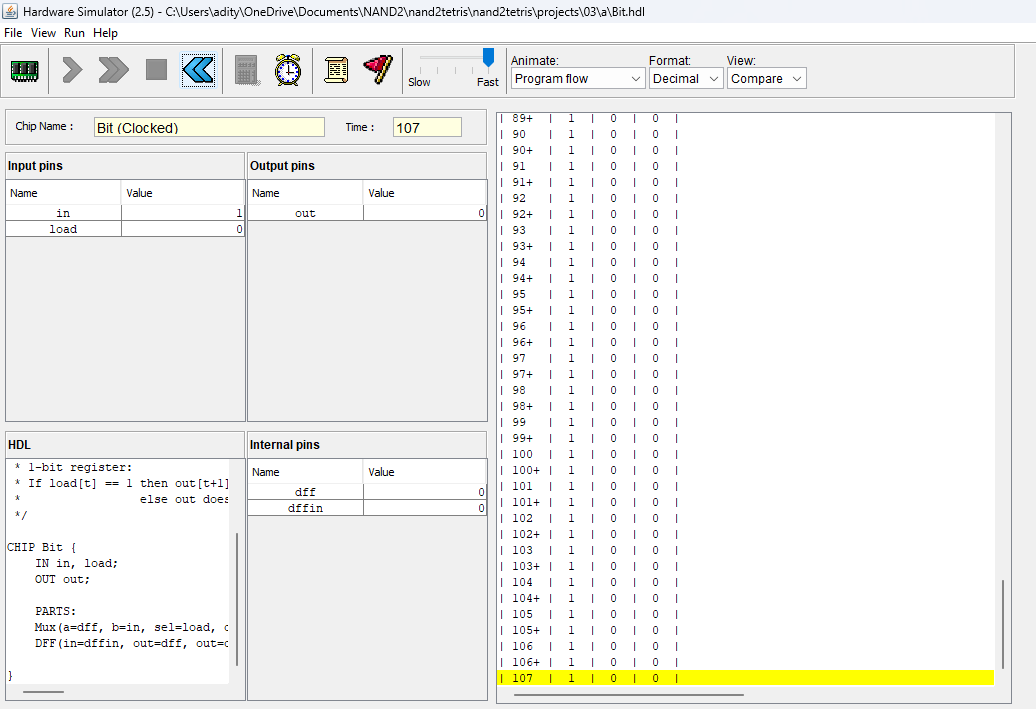 Hardware Simulator (2.5) - C:\Users\adity\OneDrive\Documents\NAND2\nand2tetris\nand2tetris\projects\03\a\Bit.hdl
File View Run Help
Slow Fast
Animate: Format: View:
Program flow Decimal Compare
Chip Name : Bit (Clocked) Time : 107
Input pins
Name Value
in 1
load 0
Output pins
Name Value
out 0
HDL
* 1-bit register:
* If load[t] == 1 then out[t+1]
* else out does
*/
CHIP Bit {
IN in, load;
OUT out;
PARTS:
Mux(a=dff, b=in, sel=load, 
DFF(in=dffin, out=dff, 
}
Internal pins
Name Value
dff 0
dffin 0
| 89+ | 1 | 0 | 0 |
| 90 | 1 | 0 | 0 |
| 90+ | 1 | 0 | 0 |
| 91 | 1 | 0 | 0 |
| 91+ | 1 | 0 | 0 |
| 92 | 1 | 0 | 0 |
| 92+ | 1 | 0 | 0 |
| 93 | 1 | 0 | 0 |
| 93+ | 1 | 0 | 0 |
| 94 | 1 | 0 | 0 |
| 94+ | 1 | 0 | 0 |
| 95 | 1 | 0 | 0 |
| 95+ | 1 | 0 | 0 |
| 96 | 1 | 0 | 0 |
| 96+ | 1 | 0 | 0 |
| 97 | 1 | 0 | 0 |
| 97+ | 1 | 0 | 0 |
| 98 | 1 | 0 | 0 |
| 98+ | 1 | 0 | 0 |
| 99 | 1 | 0 | 0 |
| 99+ | 1 | 0 | 0 |
| 100 | 1 | 0 | 0 |
| 100+ | 1 | 0 | 0 |
| 101 | 1 | 0 | 0 |
| 101+ | 1 | 0 | 0 |
| 102 | 1 | 0 | 0 |
| 102+ | 1 | 0 | 0 |
| 103 | 1 | 0 | 0 |
| 103+ | 1 | 0 | 0 |
| 104 | 1 | 0 | 0 |
| 104+ | 1 | 0 | 0 |
| 105 | 1 | 0 | 0 |
| 105+ | 1 | 0 | 0 |
| 106 | 1 | 0 | 0 |
| 106+ | 1 | 0 | 0 |
| 107 | 1 | 0 | 0 |